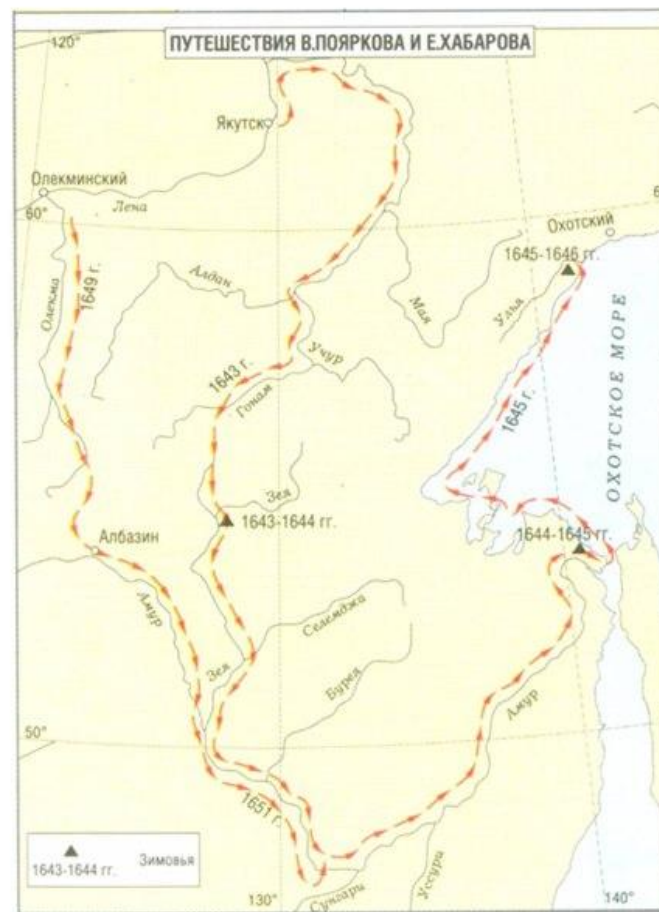 120°
ПУТЕШЕСТВИЯ В.ПОЯРКОВА И Е.ХАБАРОВА
Якутск
Олекминский
Лена
60°
6
Охотский
1645-1646 гг.
Алдан
Мая
Улья
Олекма
1649 г.
Учур
1643 г.
Гонам
1645 г.
ОХОТСКОЕ МОРЕ
Зея
1643-1644 гг.
1644-1645 гг.
Албазин
Амур
Селемджа
Зея
Бурея
Амур
50°
1651 г.
Сунгари
Уссури
Зимовья
1643-1644 гг.
130°
140°